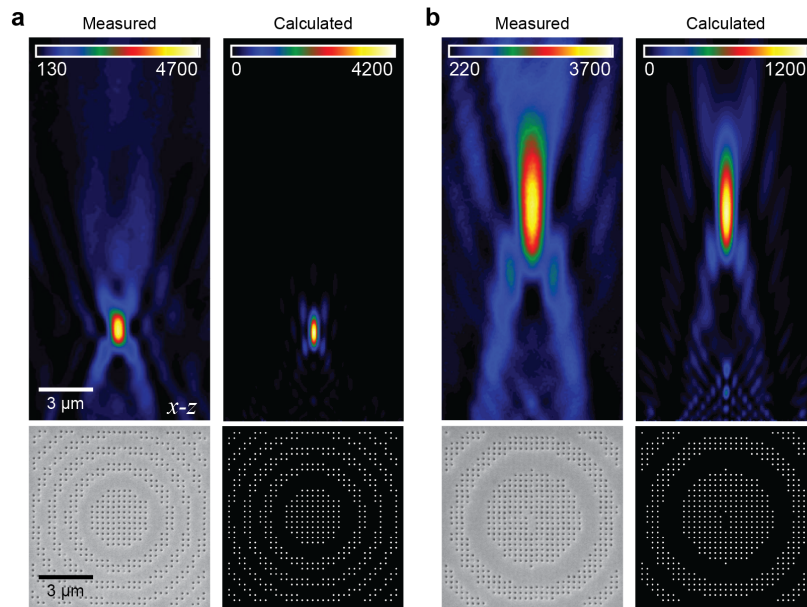 a
Measured
Calculated
b
Measured
Calculated
130
4700
0
4200
220
3700
0
1200
3 μm
x-z
3 μm